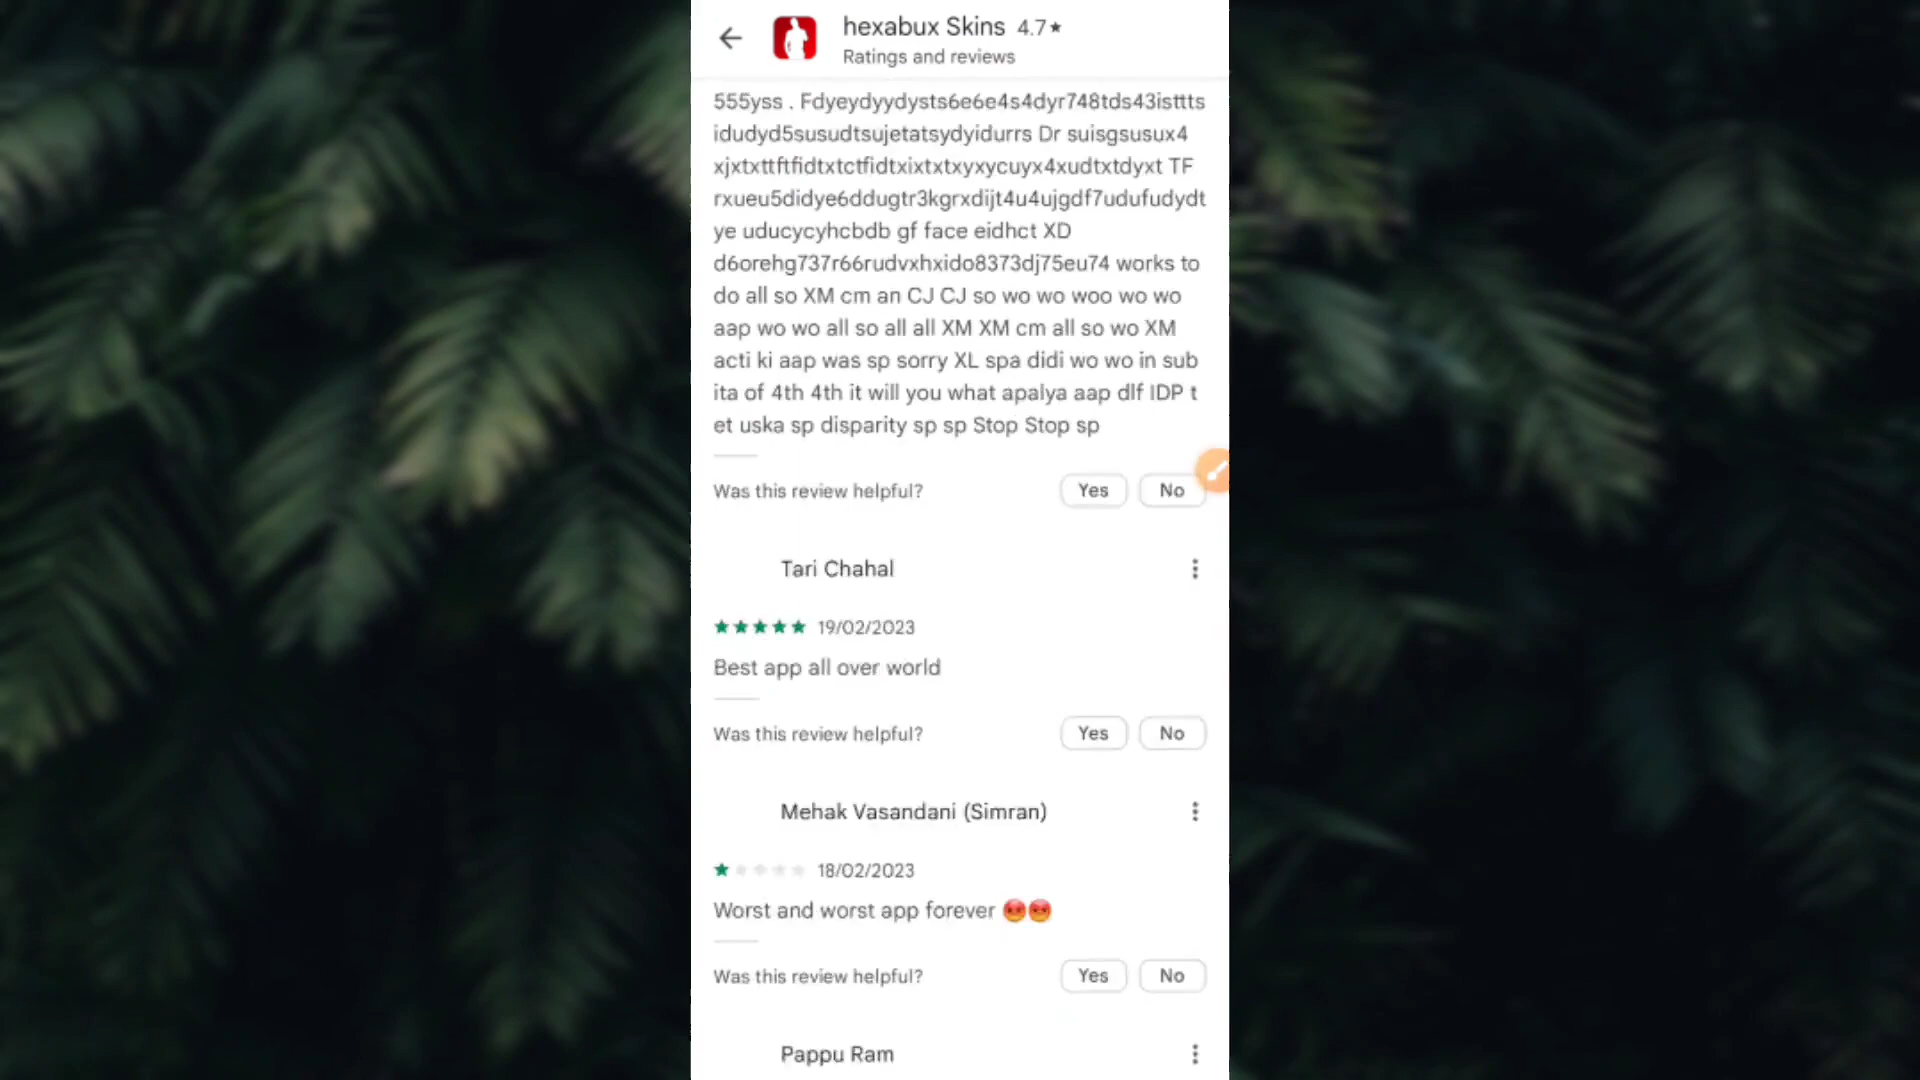 hexabux Skins 4.7★
Ratings and reviews
555yss . Fdyeydyydysts6e6e4s4dyr748tds43isttts
idudyd5susudtsujetatsydyidurrs Dr suisgsusux4
xjxtxttftfidtxtctfidtxixtxtxyxycuyx4xudtxtdyxt TF
rxueu5didye6ddugtr3kgrxdijt4u4ujgdf7udufudydt
ye uducycyhcbdb gf face eidhct XD
d6orehg737r66rudvxhxido8373dj75eu74 works to
do all so XM cm an CJ CJ so wo wo woo wo wo
aap wo wo all so all all XM XM cm all so wo XM
acti ki aap was sp sorry XL spa didi wo wo in sub
ita of 4th 4th it will you what apalya aap dlf IDP t
et uska sp disparity sp sp Stop Stop sp
Was this review helpful? Yes No
Tari Chahal
19/02/2023
Best app all over world
Was this review helpful? Yes No
Mehak Vasandani (Simran)
18/02/2023
Worst and worst app forever 😡😡
Was this review helpful? Yes No
Pappu Ram